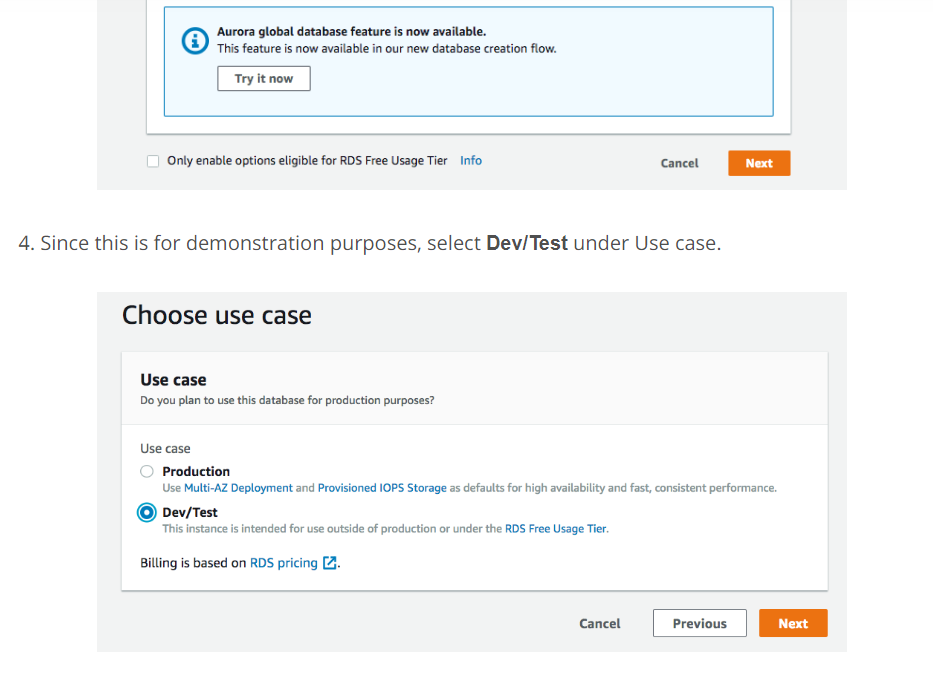 Aurora global database feature is now available.
This feature is now available in our new database creation flow.
Try it now
Only enable options eligible for RDS Free Usage Tier Info
Cancel
Next
4. Since this is for demonstration purposes, select Dev/Test under Use case.
Choose use case
Use case
Do you plan to use this database for production purposes?
Use case
Production
Use Multi-AZ Deployment and Provisioned IOPS Storage as defaults for high availability and fast, consistent performance.
Dev/Test
This instance is intended for use outside of production or under the RDS Free Usage Tier.
Billing is based on RDS pricing.
Cancel
Previous
Next